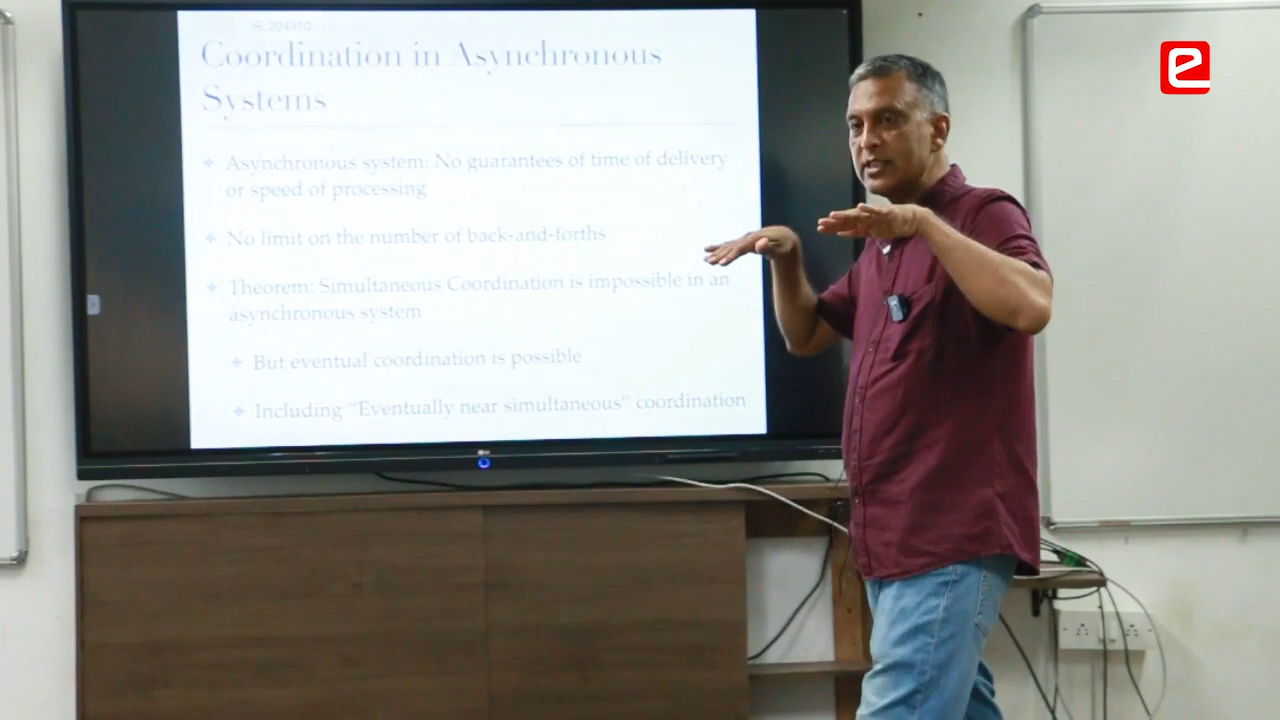 204310
Coordination in Asynchronous
Systems
Asynchronous system: No guarantees of time of delivery
or speed of processing
No limit on the number of back-and-forths
Theorem: Simultaneous Coordination is impossible in an
asynchronous system
But eventual coordination is possible
Including “Eventually near simultaneous” coordination
LG
e